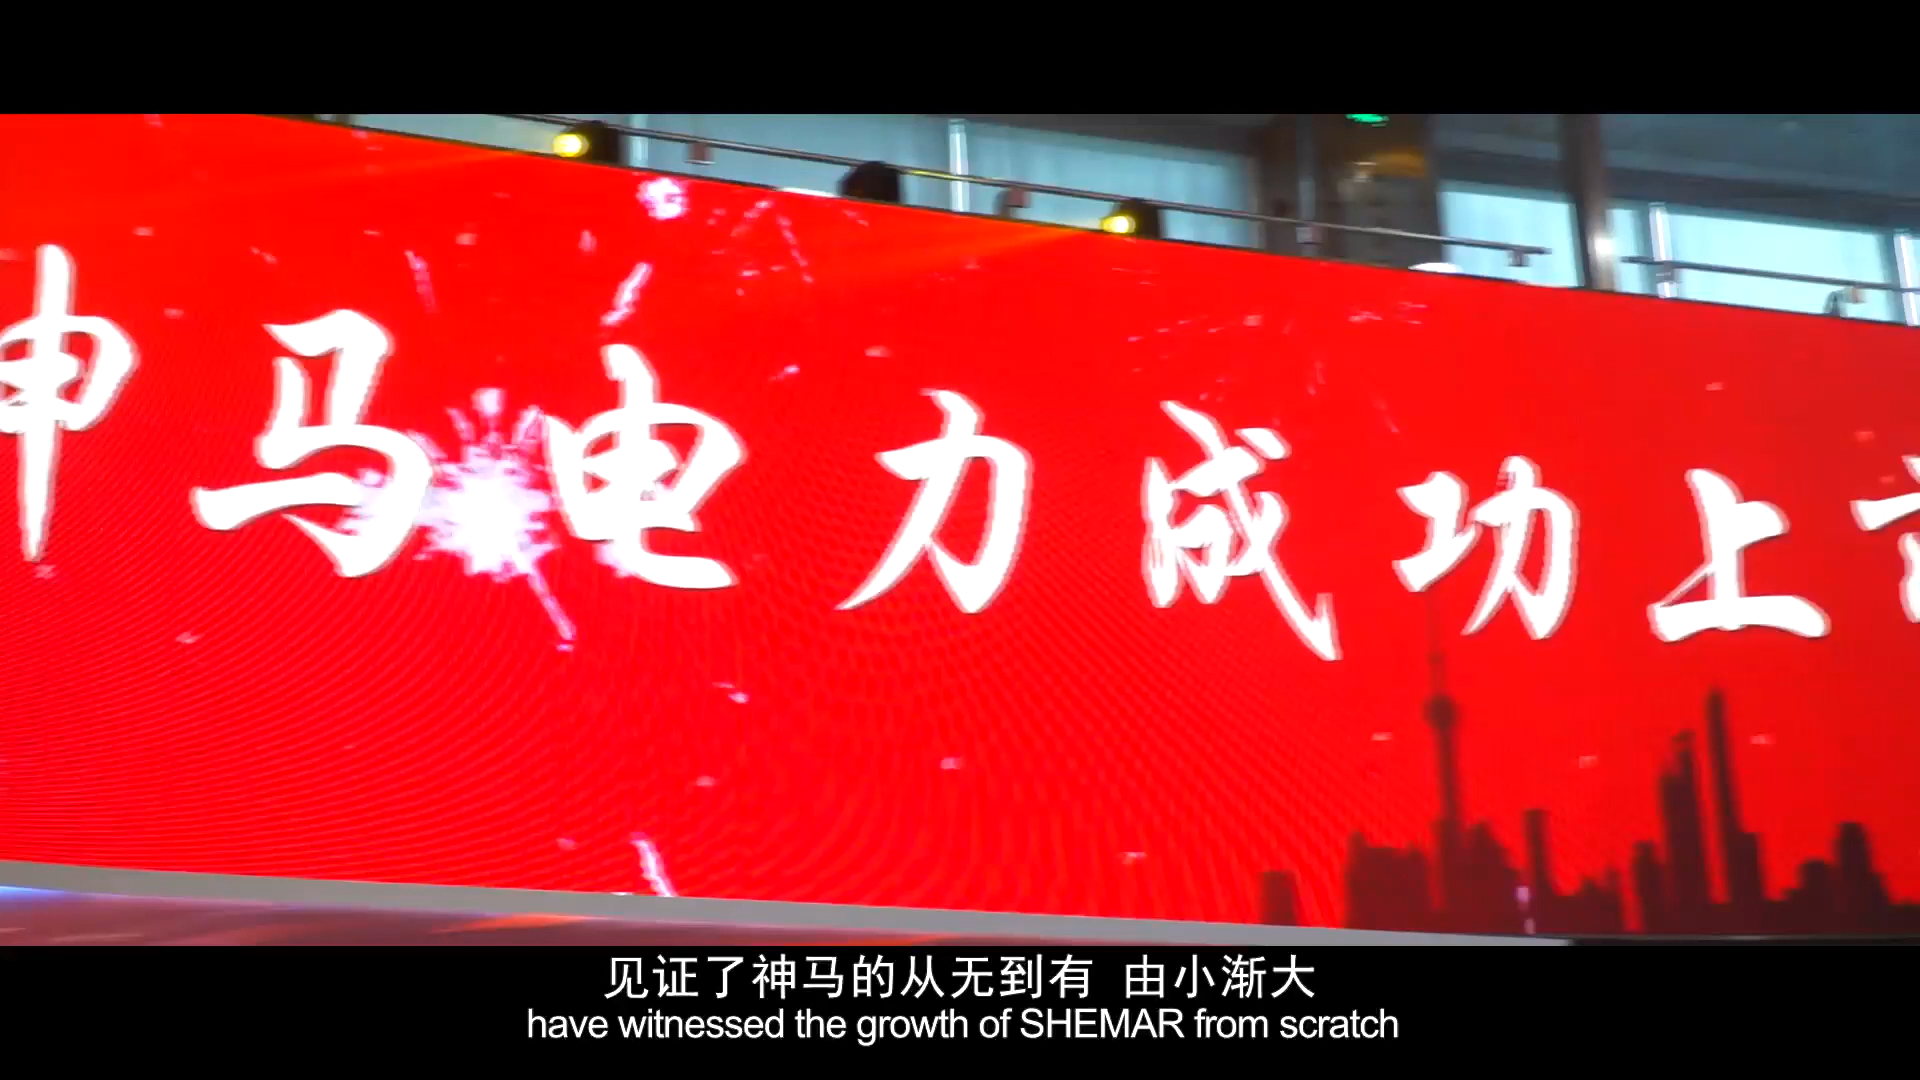 神马电力成功上市
见证了神马的从无到有 由小渐大
have witnessed the growth of SHEMAR from scratch